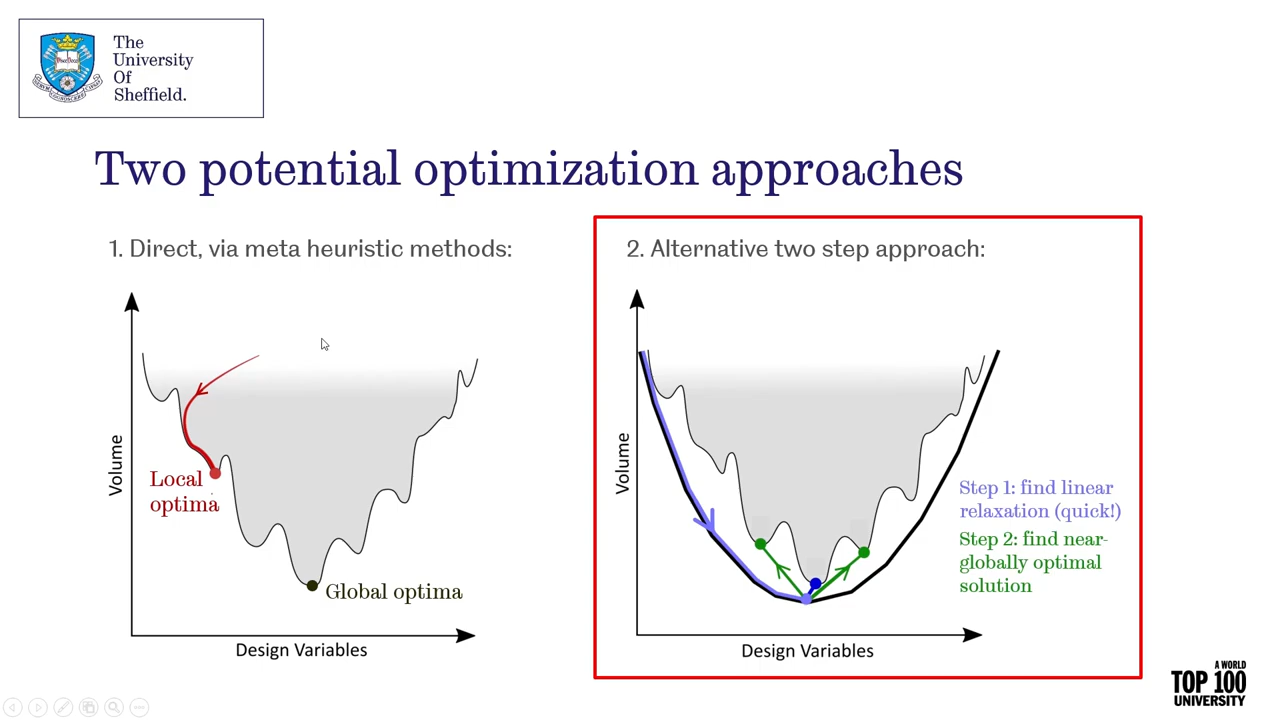 The
University
Of
Sheffield.
Two potential optimization approaches
1. Direct, via meta heuristic methods:
Volume
Local
optima
Global optima
Design Variables
2. Alternative two step approach:
Volume
Step 1: find linear
relaxation (quick!)
Step 2: find near-
globally optimal
solution
Design Variables
A WORLD
TOP 100
UNIVERSITY